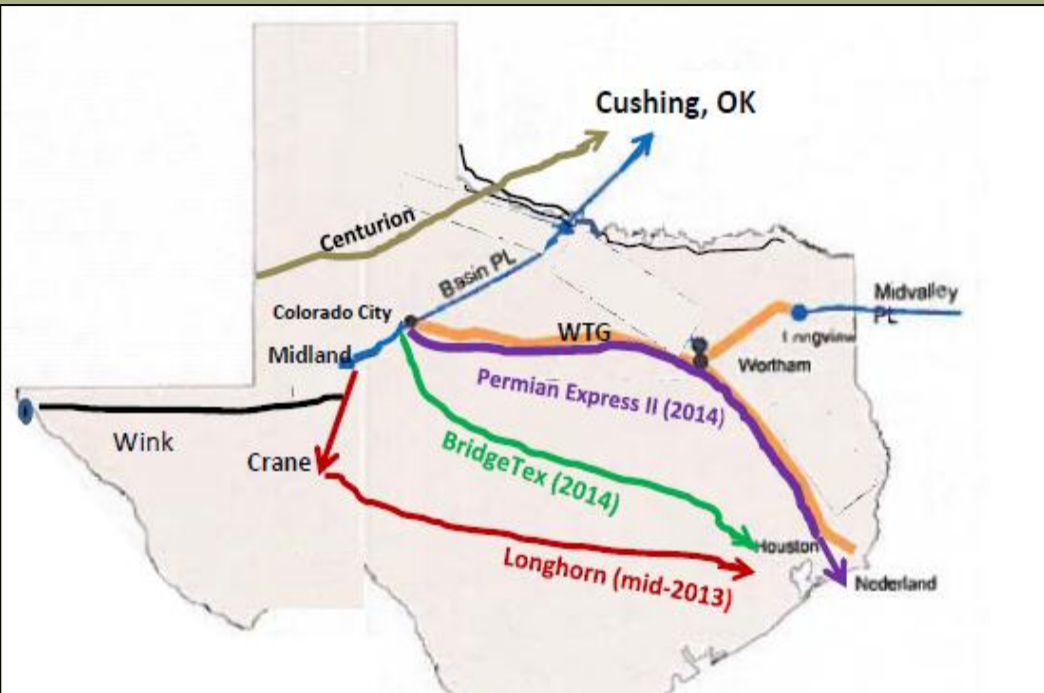 Cushing, OK
Centurion
Basin PL
Midvalley
PL
Colorado City
Longview
WTG
Midland
Wortham
Permian Express II (2014)
Wink
Crane
BridgeTex (2014)
Houston
Longhorn (mid-2013)
Nederland